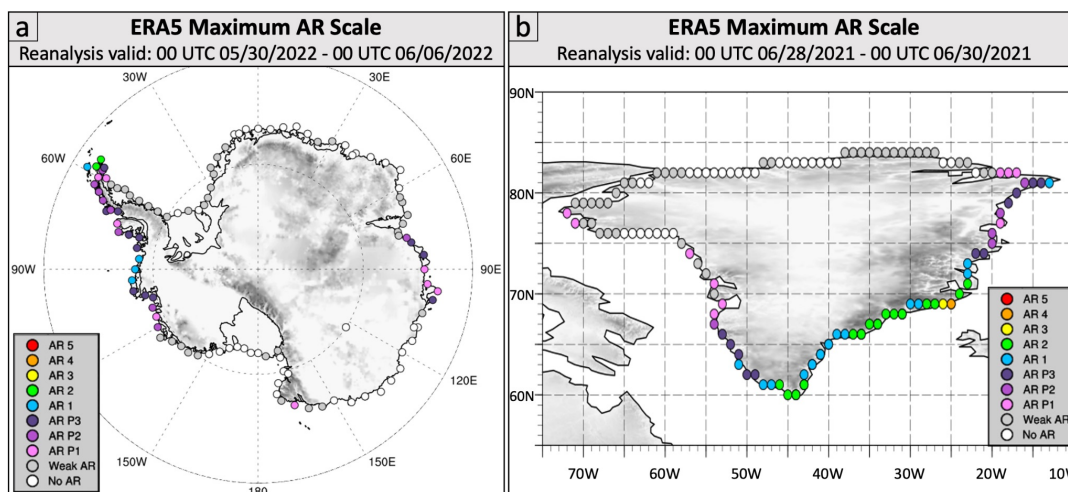 a
ERA5 Maximum AR Scale
Reanalysis valid: 00 UTC 05/30/2022 - 00 UTC 06/06/2022
30W
30E
60W
60E
90W
90E
120E
150W
150E
180
AR 5
AR 4
AR 3
AR 2
AR 1
AR P3
AR P2
AR P1
Weak AR
No AR
b
ERA5 Maximum AR Scale
Reanalysis valid: 00 UTC 06/28/2021 - 00 UTC 06/30/2021
90N
80N
70N
60N
70W
60W
50W
40W
30W
20W
10W
AR 5
AR 4
AR 3
AR 2
AR 1
AR P3
AR P2
AR P1
Weak AR
No AR